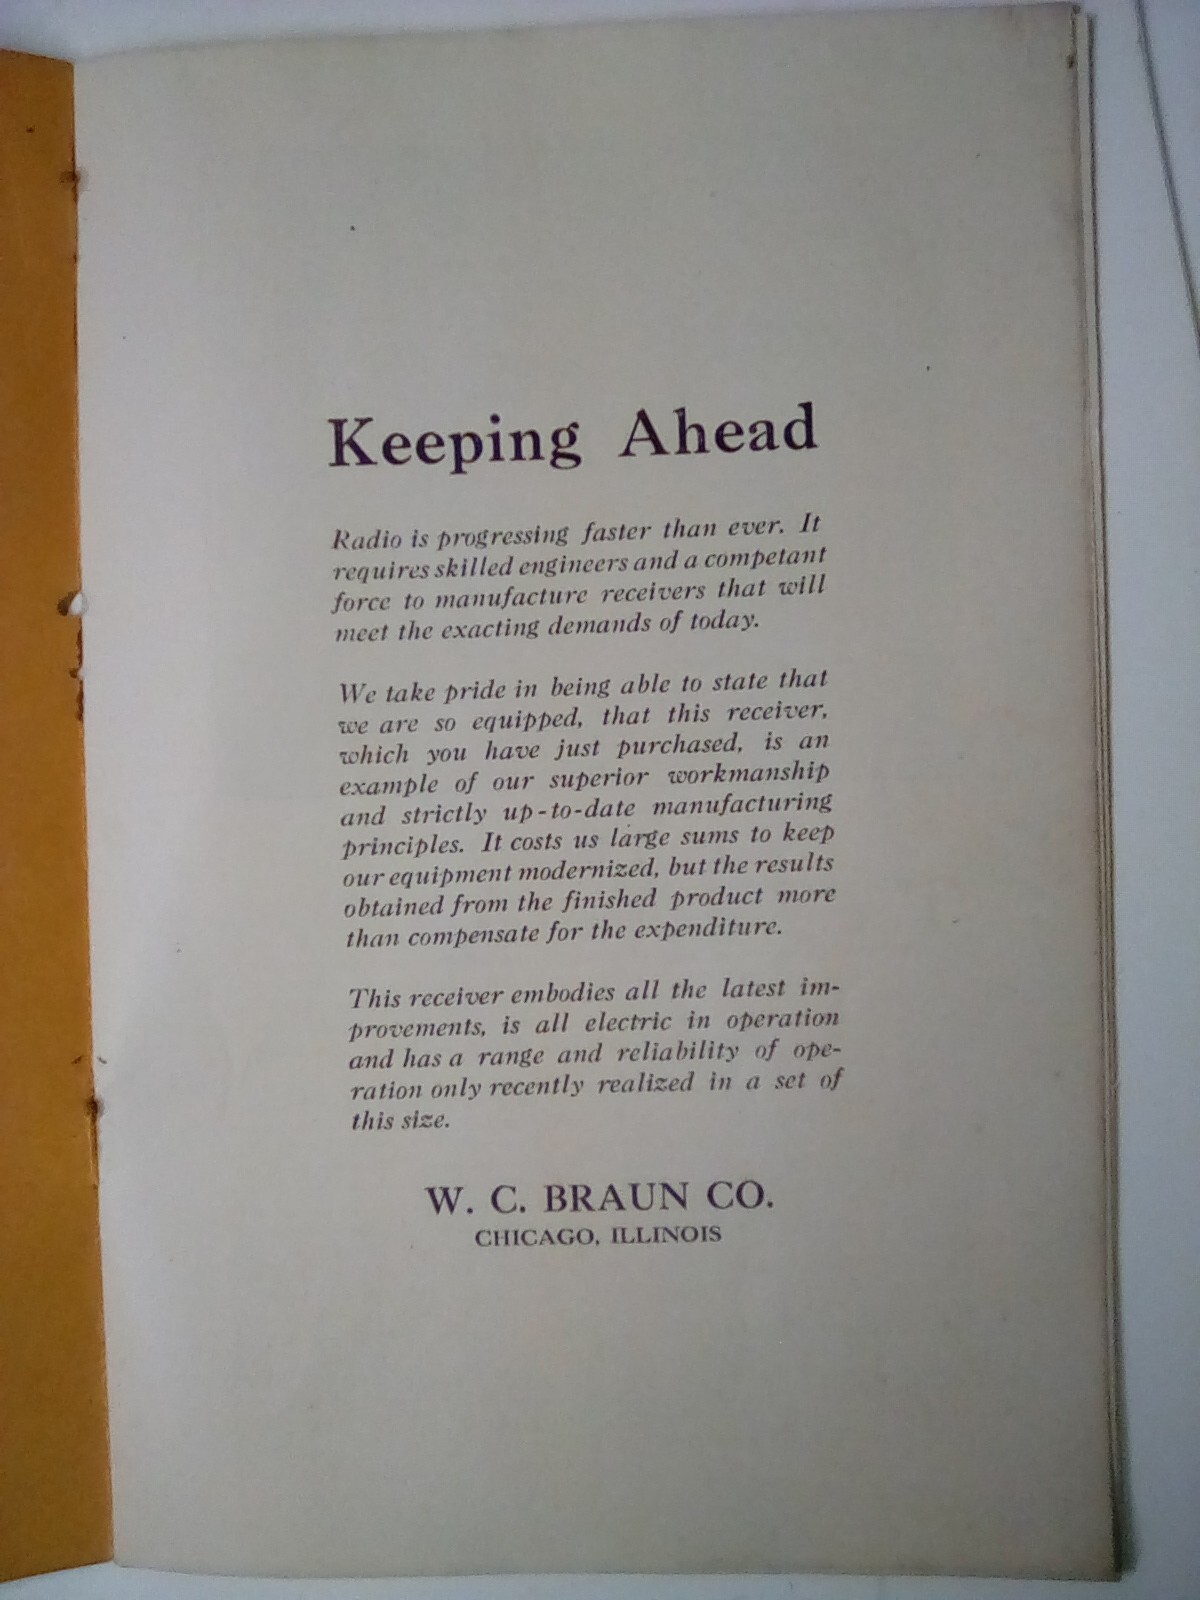 Keeping Ahead
Radio is progressing faster than ever. It
requires skilled engineers and a competant
force to manufacture receivers that will
meet the exacting demands of today.
We take pride in being able to state that
we are so equipped, that this receiver,
which you have just purchased, is an
example of our superior workmanship
and strictly up-to-date manufacturing
principles. It costs us large sums to keep
our equipment modernized, but the results
obtained from the finished product more
than compensate for the expenditure.
This receiver embodies all the latest im-
provements, is all electric in operation
and has a range and reliability of ope-
ration only recently realized in a set of
this size.
W. C. BRAUN CO.
CHICAGO, ILLINOIS